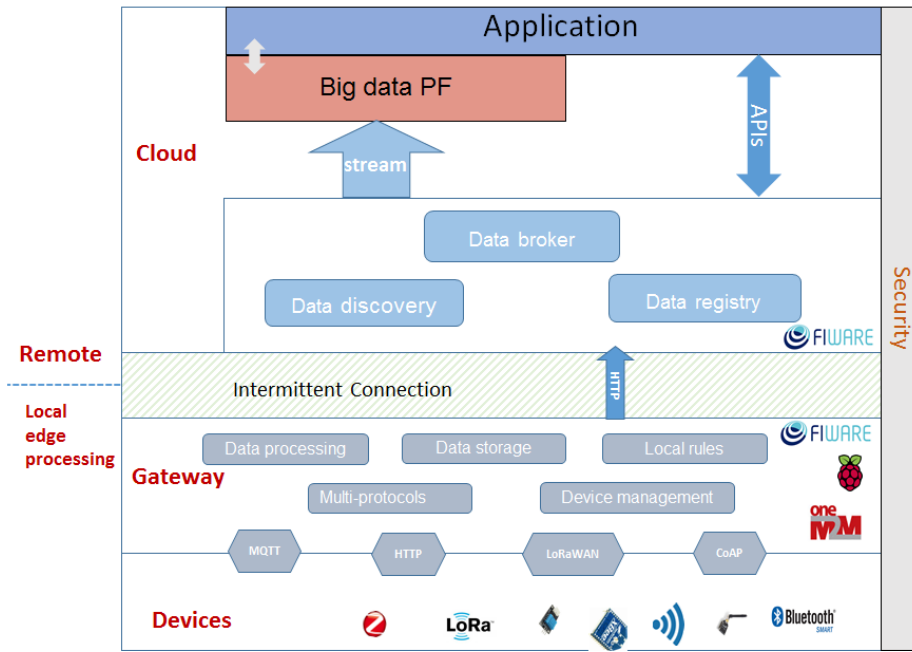 Application
Big data PF
APIs
Cloud
stream
Data broker
Data discovery
Data registry
Security
FIWARE
Remote
HTTP
Intermittent Connection
Local
edge
processing
FIWARE
Data processing
Data storage
Local rules
Gateway
Multi-protocols
Device management
one
M2M
MQTT
HTTP
LoRaWAN
CoAP
Devices
LoRa
Bluetooth
SMART